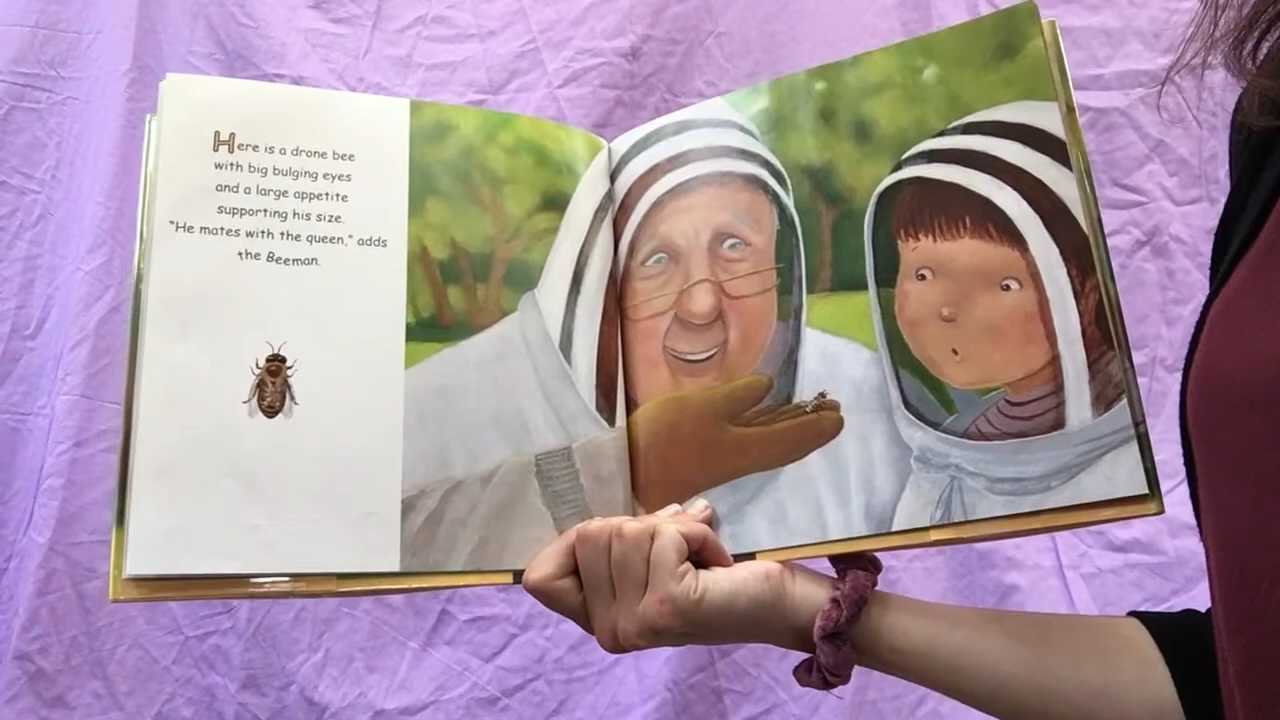 Here is a drone bee
with big bulging eyes
and a large appetite
supporting his size.
"He mates with the queen," adds
the Beeman.